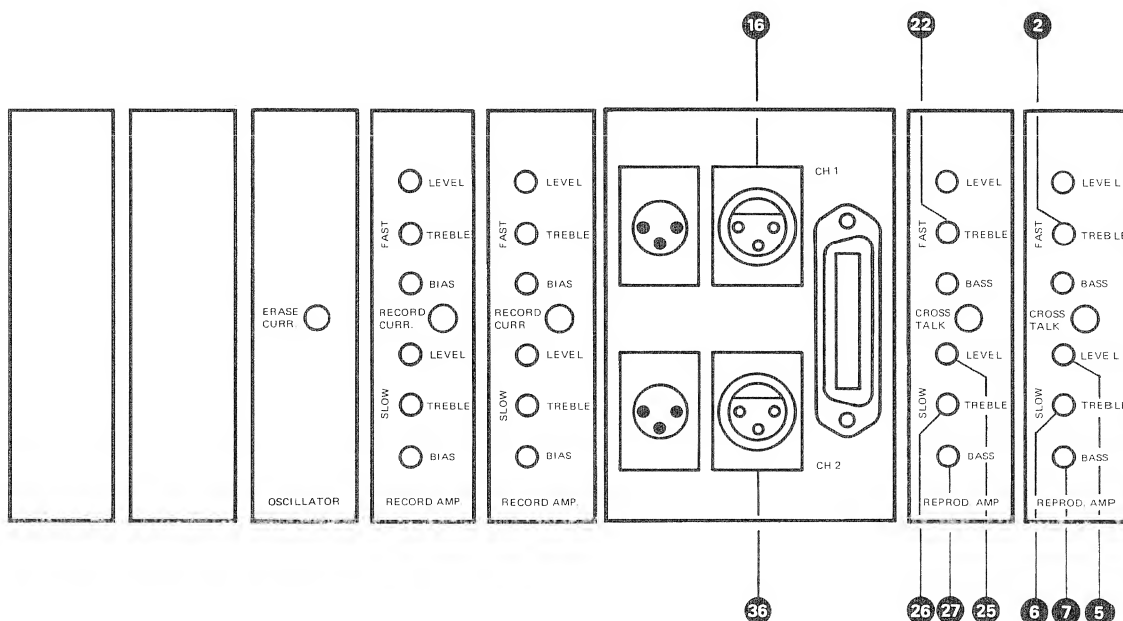 16
22
2
ERASE
CURR.
OSCILLATOR
LEVEL
FAST
TREBLE
BIAS
RECORD
CURR.
LEVEL
SLOW
TREBLE
BIAS
RECORD AMP.
LEVEL
FAST
TREBLE
BIAS
RECORD
CURR
LEVEL
SLOW
TREBLE
BIAS
RECORD AMP.
CH 1
CH 2
LEVEL
FAST
TREBLE
BASS
CROSS
TALK
LEVEL
SLOW
TREBLE
BASS
REPROD. AMP
LEVEL
FAST
TREBLE
BASS
CROSS
TALK
LEVEL
SLOW
TREBLE
BASS
REPROD. AMP
36
26
27
25
6
7
5